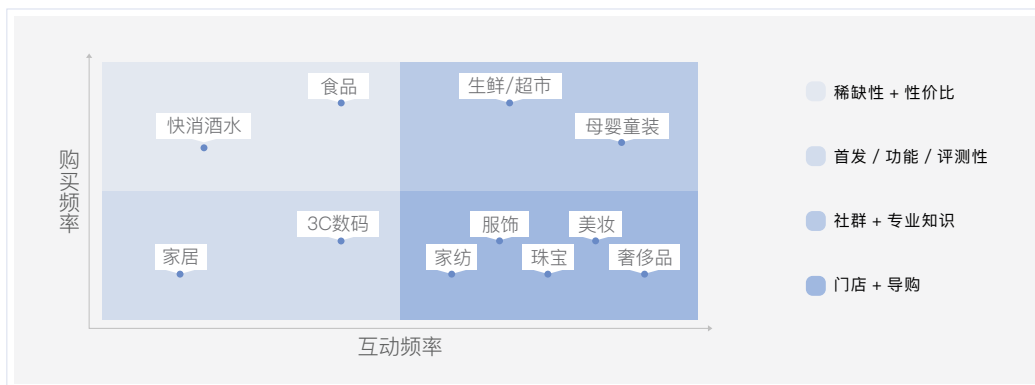 食品
生鲜/超市
快消酒水
母婴童装
购买频率
3C数码
服饰
美妆
家居
家纺
珠宝
奢侈品
互动频率
稀缺性 + 性价比
首发 / 功能 / 评测性
社群 + 专业知识
门店 + 导购